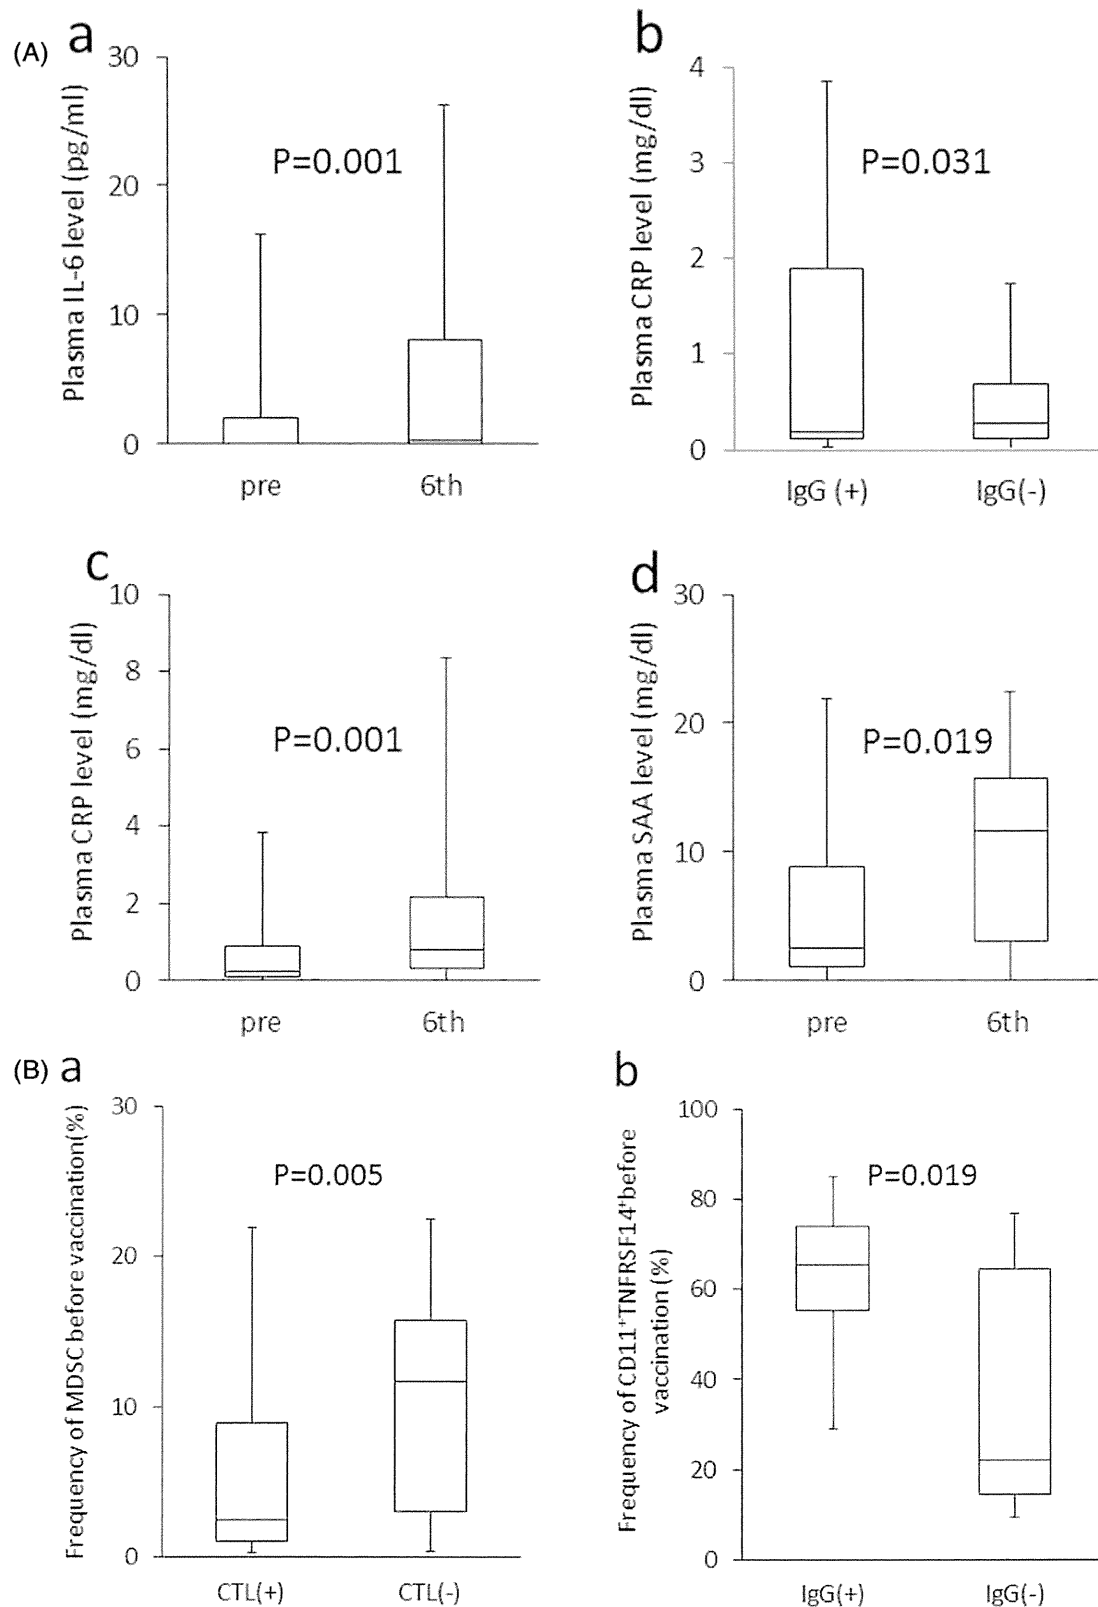 (A) a
30
20
10
0
Plasma IL-6 level (pg/ml)
P=0.001
pre 6th
b
4
3
2
1
0
Plasma CRP level (mg/dl)
P=0.031
IgG (+) IgG(-)
c
10
8
6
4
2
0
Plasma CRP level (mg/dl)
P=0.001
pre 6th
d
30
20
10
0
Plasma SAA level (mg/dl)
P=0.019
pre 6th
(B) a
30
20
10
0
Frequency of MDSC before vaccination(%)
P=0.005
CTL(+) CTL(-)
b
100
80
60
40
20
0
Frequency of CD11⁺TNFRSF14⁺before
vaccination (%)
P=0.019
IgG(+) IgG(-)